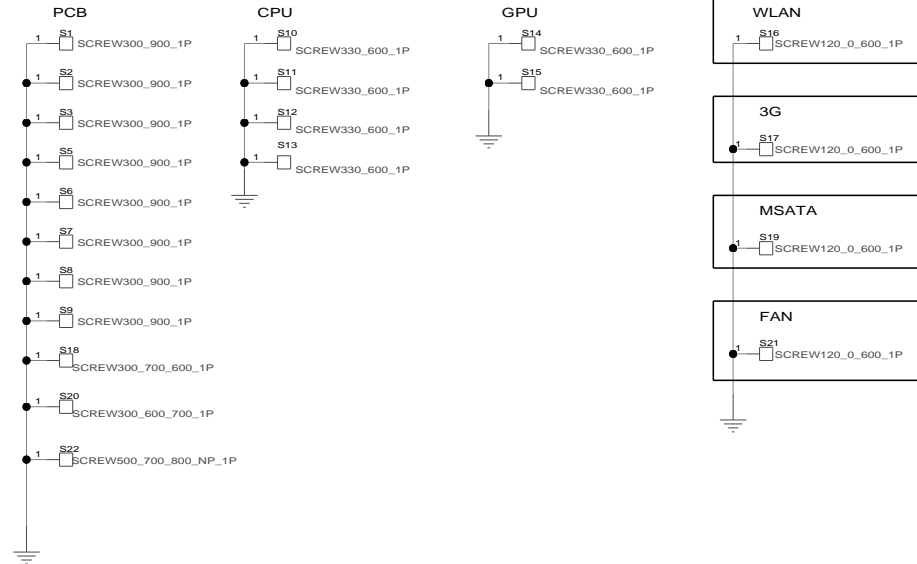 PCB
1 S1 SCREW300_900_1P
1 S2 SCREW300_900_1P
1 S3 SCREW300_900_1P
1 S5 SCREW300_900_1P
1 S6 SCREW300_900_1P
1 S7 SCREW300_900_1P
1 S8 SCREW300_900_1P
1 S9 SCREW300_900_1P
1 S18 SCREW300_700_600_1P
1 S20 SCREW300_600_700_1P
1 S22 SCREW500_700_800_NP_1P
CPU
1 S10 SCREW330_600_1P
1 S11 SCREW330_600_1P
1 S12 SCREW330_600_1P
1 S13 SCREW330_600_1P
GPU
1 S14 SCREW330_600_1P
1 S15 SCREW330_600_1P
WLAN
1 S16 SCREW120_0_600_1P
3G
1 S17 SCREW120_0_600_1P
MSATA
1 S19 SCREW120_0_600_1P
FAN
1 S21 SCREW120_0_600_1P